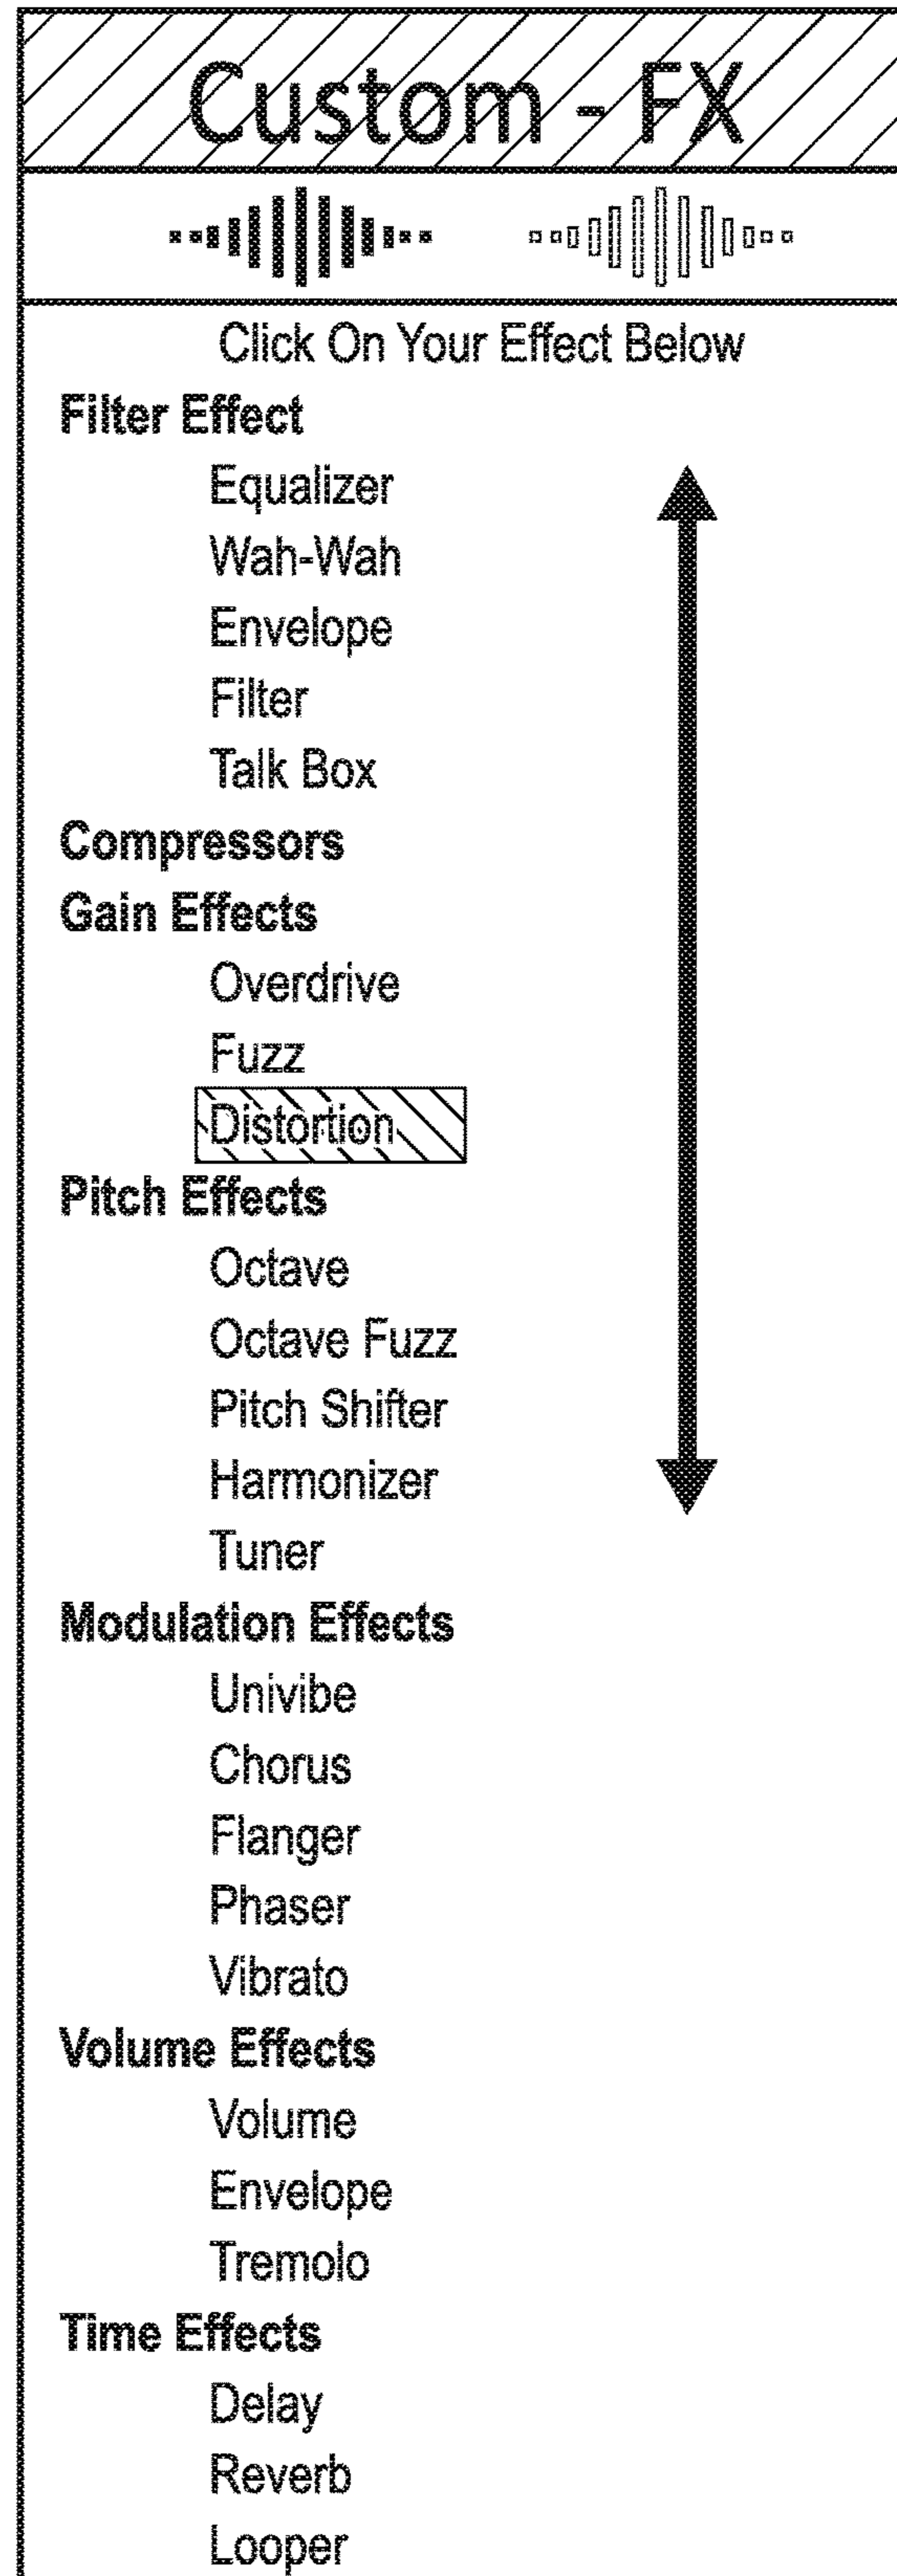 Custom - FX
Click On Your Effect Below
Filter Effect
Equalizer
Wah-Wah
Envelope
Filter
Talk Box
Compressors
Gain Effects
Overdrive
Fuzz
Distortion
Pitch Effects
Octave
Octave Fuzz
Pitch Shifter
Harmonizer
Tuner
Modulation Effects
Univibe
Chorus
Flanger
Phaser
Vibrato
Volume Effects
Volume
Envelope
Tremolo
Time Effects
Delay
Reverb
Looper